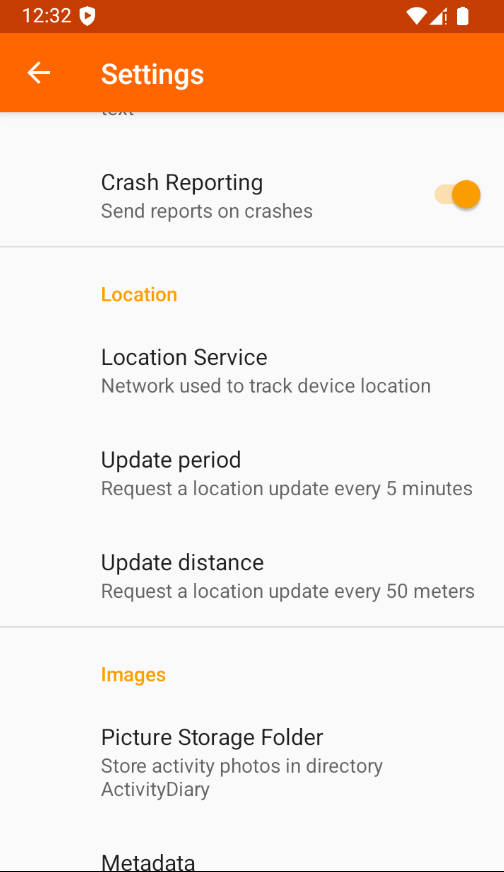 12:32
Settings
text
Crash Reporting
Send reports on crashes
Location
Location Service
Network used to track device location
Update period
Request a location update every 5 minutes
Update distance
Request a location update every 50 meters
Images
Picture Storage Folder
Store activity photos in directory
ActivityDiary
Metadata